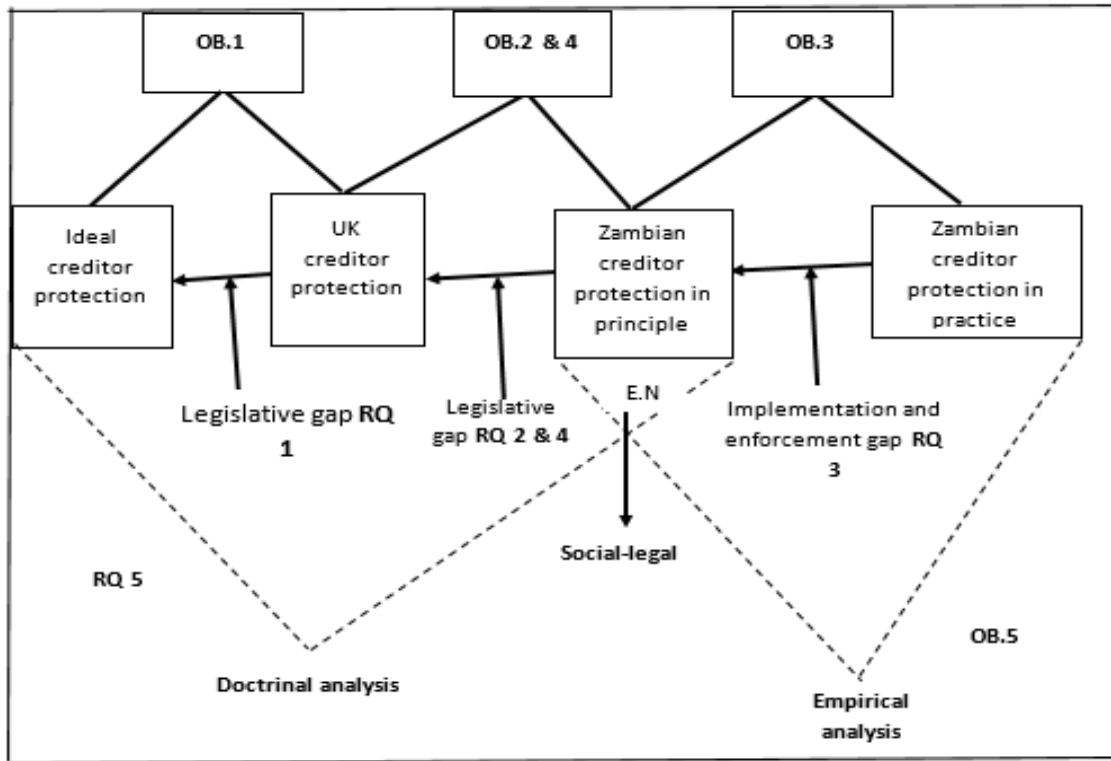 OB.1
OB.2 & 4
OB.3
Ideal
creditor
protection
UK
creditor
protection
Zambian
creditor
protection in
principle
Zambian
creditor
protection in
practice
Legislative gap RQ
1
Legislative
gap RQ 2 & 4
E.N
Implementation and
enforcement gap RQ
3
Social-legal
RQ 5
OB.5
Doctrinal analysis
Empirical
analysis